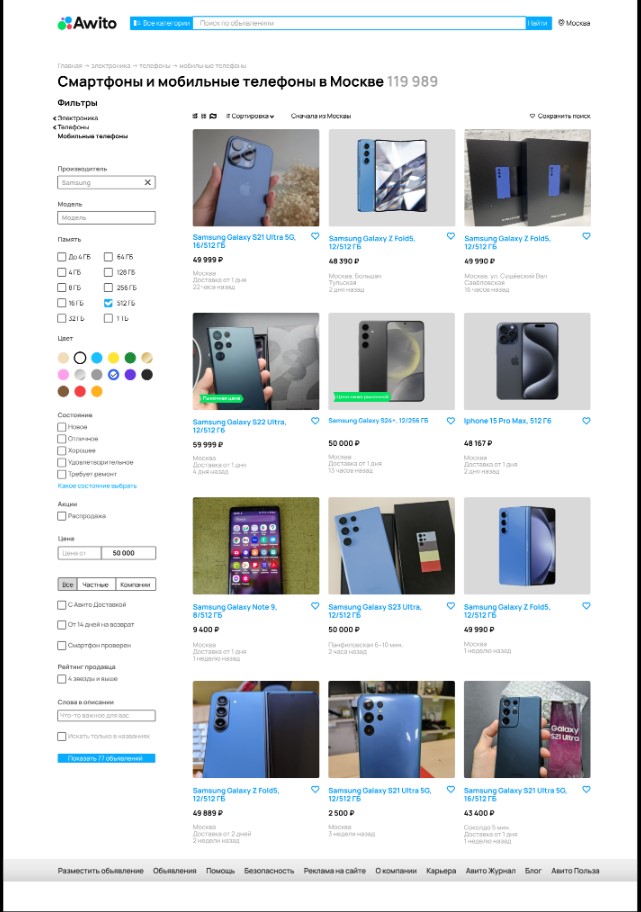 Awito
Все категории
Поиск по объявлениям
Найти
Москва
Главная → электроника → телефоны → мобильные телефоны
Смартфоны и мобильные телефоны в Москве 119 989
Фильтры
Электроника
Телефоны
Мобильные телефоны
Сортировка
Сначала из Москвы
Сохранить поиск
Производитель
Samsung
Модель
Модель
Память
До 4 ГБ
64 ГБ
4 ГБ
128 ГБ
8 ГБ
256 ГБ
16 ГБ
512 ГБ
32 ГБ
1 ТБ
Цвет
Состояние
Новое
Отличное
Хорошее
Удовлетворительное
Требует ремонт
Какое состояние выбрать
Акции
Распродажа
Цена
Цена от
50 000
Все
Частные
Компании
С Авито Доставкой
От 14 дней на возврат
Смартфон проверен
Рейтинг продавца
4 звезды и выше
Слова в описании
Что-то важное для вас
Искать только в названиях
Показать 77 объявлений
Samsung Galaxy S21 Ultra 5G,
16/512 ГБ
49 999 ₽
Москва
Доставка от 1 дня
22 часа назад
Samsung Galaxy Z Fold5,
12/512 ГБ
48 390 ₽
Москва, Большая
Тульская
2 дня назад
Samsung Galaxy Z Fold5,
12/512 ГБ
49 990 ₽
Москва, ул. Сущёвский Вал
Савёловская
16 часов назад
Рыночная цена
Samsung Galaxy S22 Ultra,
12/512 ГБ
59 999 ₽
Москва
Доставка от 1 дня
4 дня назад
Цена ниже рыночной
Samsung Galaxy S24+, 12/256 ГБ
50 000 ₽
Москва
Доставка от 1 дня
13 часов назад
Iphone 15 Pro Max, 512 Гб
48 167 ₽
Москва
Доставка от 1 дня
2 дня назад
Samsung Galaxy Note 9,
8/512 ГБ
9 400 ₽
Москва
Доставка от 1 дня
1 неделю назад
Samsung Galaxy S23 Ultra,
12/512 ГБ
50 000 ₽
Панфиловская 6-10 мин.
2 часа назад
Samsung Galaxy Z Fold5,
12/512 ГБ
49 990 ₽
Москва
1 неделю назад
Samsung Galaxy Z Fold5,
12/512 ГБ
49 889 ₽
Москва
Доставка от 2 дней
2 недели назад
Samsung Galaxy S21 Ultra 5G,
12/512 ГБ
2 500 ₽
Москва
3 недели назад
Galaxy
S21 Ultra
Samsung Galaxy S21 Ultra 5G,
16/512 ГБ
43 400 ₽
Сокол до 5 мин.
Доставка от 1 дня
1 неделю назад
Разместить объявление
Объявления
Помощь
Безопасность
Реклама на сайте
О компании
Карьера
Авито Журнал
Блог
Авито Польза